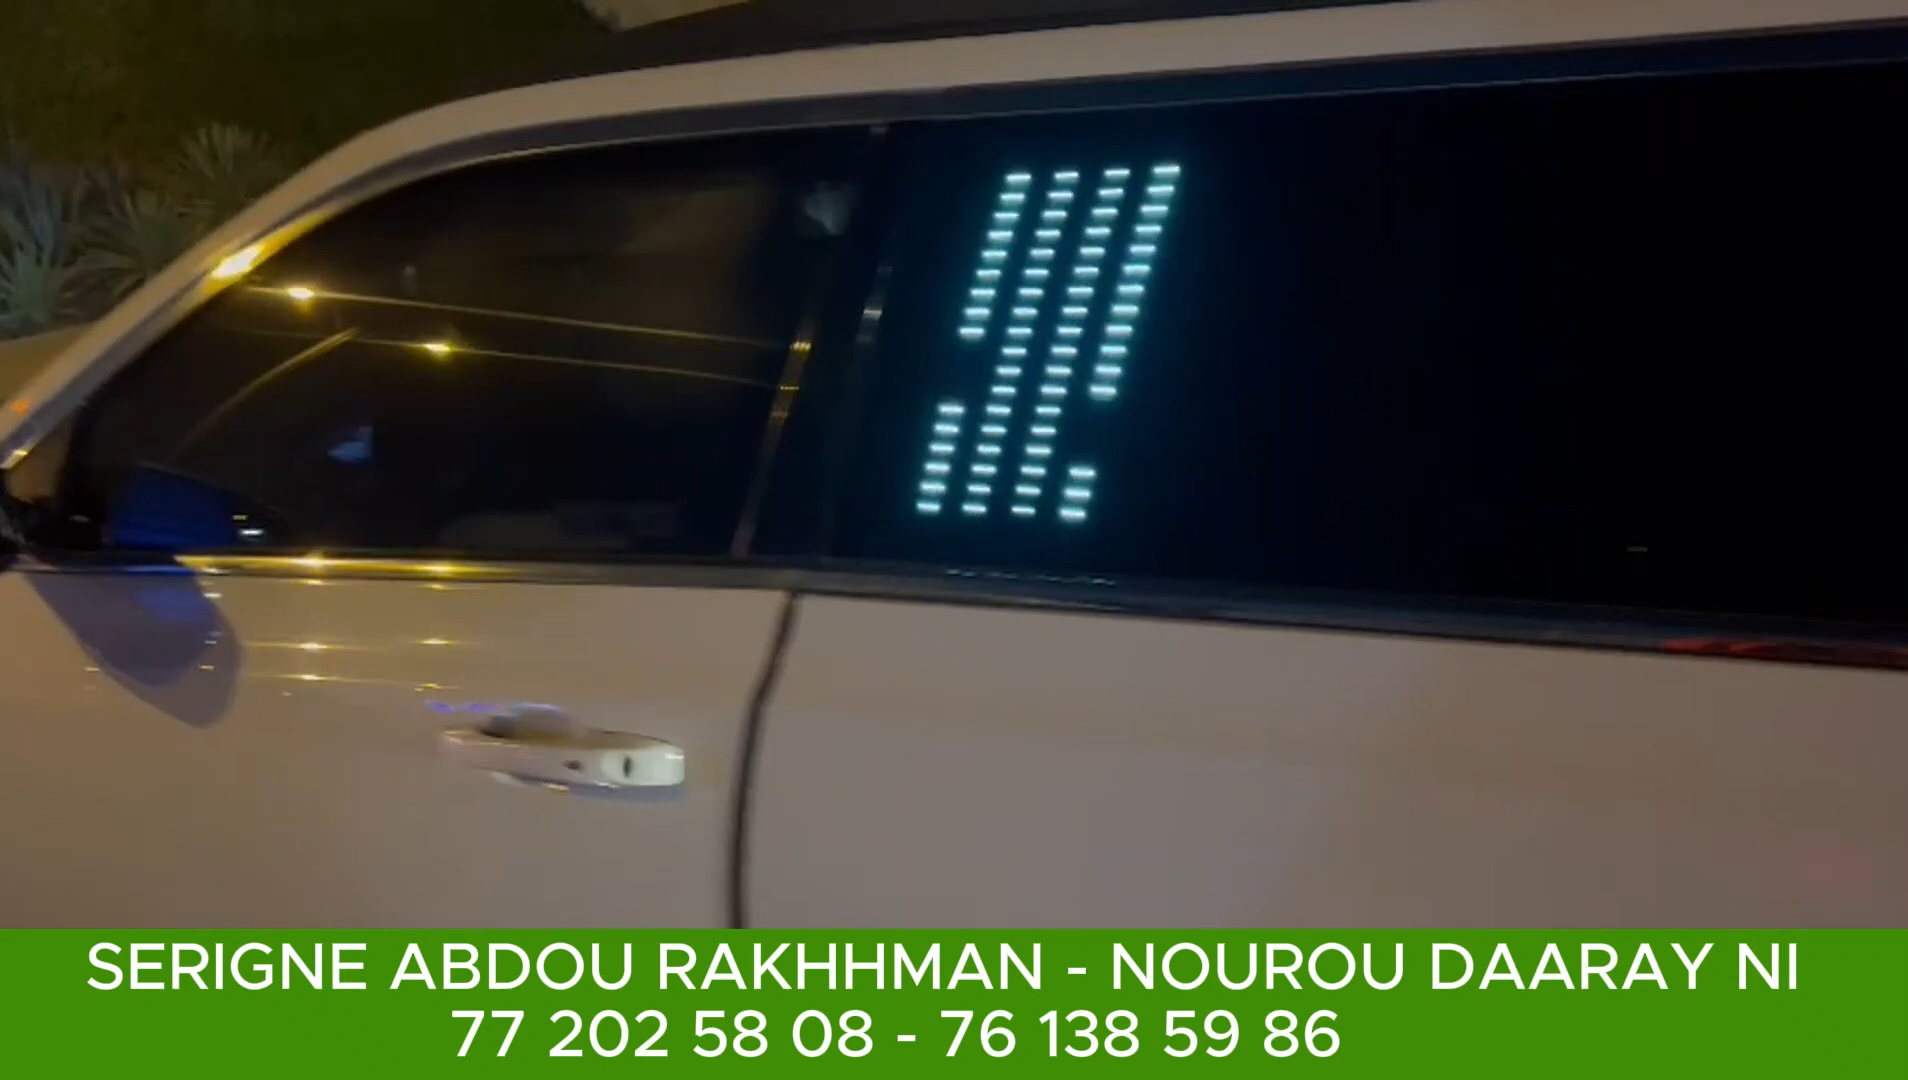 SERIGNE ABDOU RAKHHMAN - NOUROU DAARAY NI
77 202 58 08 - 76 138 59 86